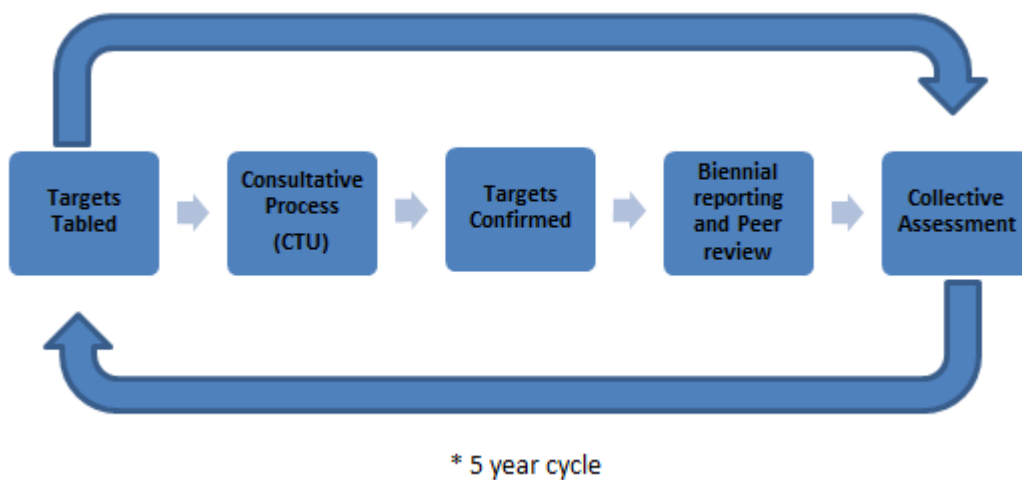 Targets
Tabled
Consultative
Process
(CTU)
Targets
Confirmed
Biennial
reporting
and Peer
review
Collective
Assessment
* 5 year cycle